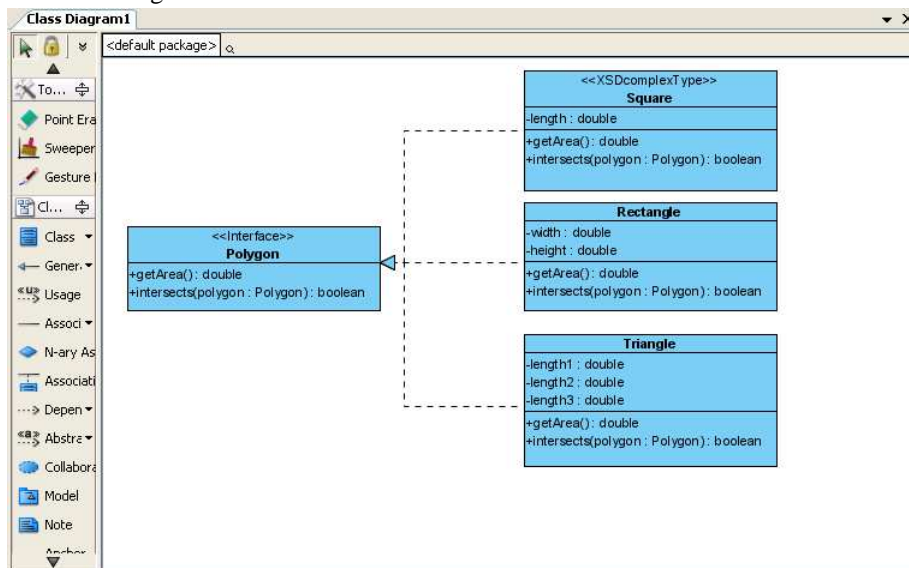 Class Diagram1
<default package>
To...
Point Era
Sweeper
Gesture
Cl...
Class
Gener.
Usage
Associ
N-ary As
Associati
Depen
Abstra
Collabora
Model
Note
Anchor
<<Interface>>
Polygon
+getArea() : double
+intersects(polygon : Polygon) : boolean
<<XSDcomplexType>>
Square
-length : double
+getArea() : double
+intersects(polygon : Polygon) : boolean
Rectangle
-width : double
-height : double
+getArea() : double
+intersects(polygon : Polygon) : boolean
Triangle
-length1 : double
-length2 : double
-length3 : double
+getArea() : double
+intersects(polygon : Polygon) : boolean